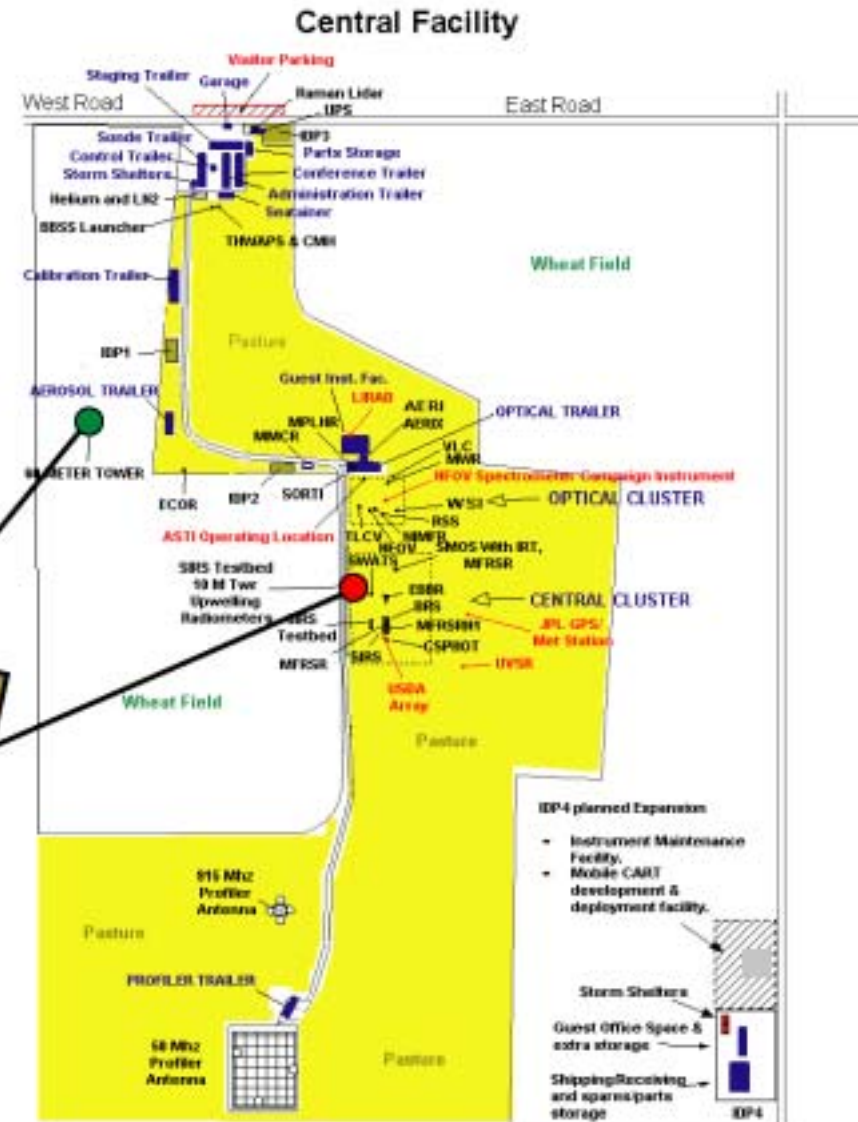 Central Facility
Visitor Parking
Staging Trailer
Garage
Raman Lidar
West Road
East Road
UPS
IDP3
Sonde Trailer
Parts Storage
Control Trailer
Storm Shelters
Conference Trailer
Helium and LN2
Administration Trailer
Seatainer
BBSS Launcher
THWAPS & CMH
Wheat Field
Calibration Trailer
Pasture
IDP1
Guest Inst. Fac.
AEROSOL TRAILER
LIRAD
AERI
OPTICAL TRAILER
MPLHR
AERIX
MMCR
VLC
METER TOWER
MWR
NFOV Spectrometer Campaign Instrument
ECOR
IDP2
SORTI
WSI
OPTICAL CLUSTER
RSS
ASTI Operating Location
TLCV
MIMFR
NFOV
SMOS With IRT,
MFRSR
SWATS
SIRS Testbed
10 M Twr
Upwelling
Radiometers
EBBR
BRS
CENTRAL CLUSTER
Testbed
MFRSRHI
JPL GPS/
Met Station
MFRSR
SIRS
CSPHOT
UVSR
USDA
Array
Wheat Field
Pasture
IDP4 planned Expansion
- Instrument Maintenance
Facility.
- Mobile CART
development &
deployment facility.
915 Mhz
Profiler
Antenna
Pasture
PROFILER TRAILER
Storm Shelters
Guest Office Space &
extra storage
50 Mhz
Profiler
Antenna
Pasture
Shipping/Receiving
and spares/parts
storage
IDP4